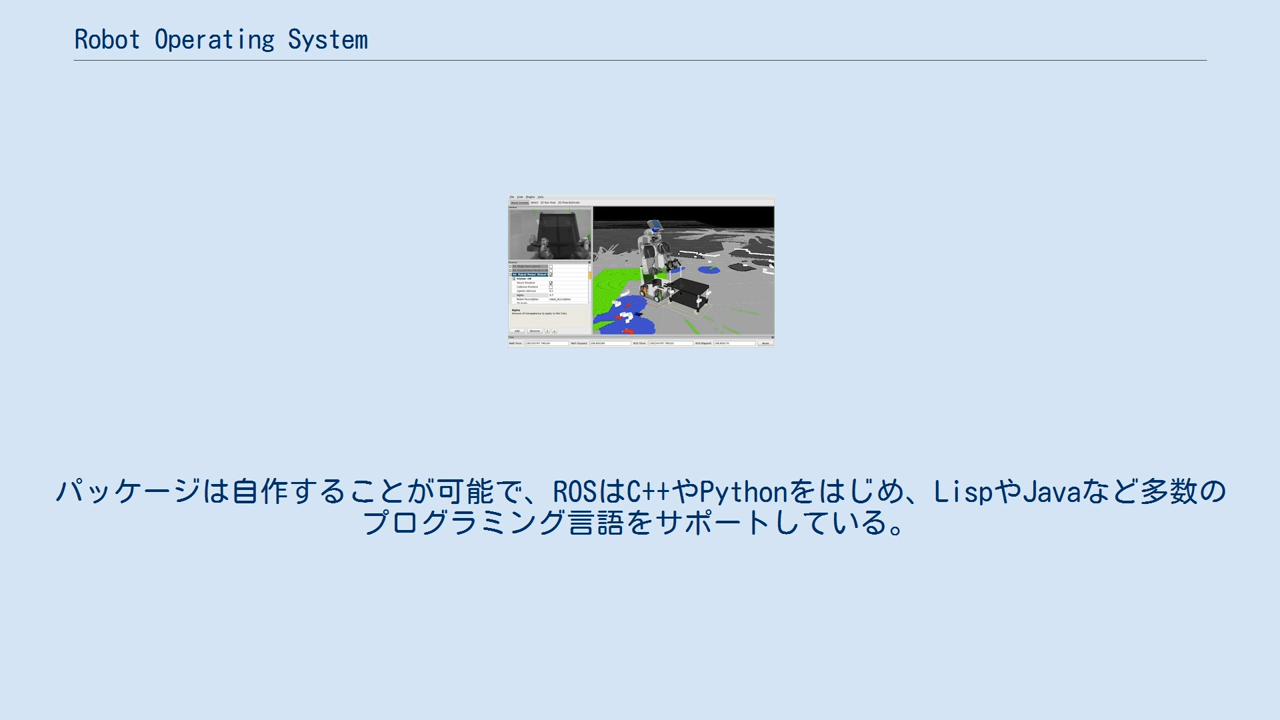 Robot Operating System
パッケージは自作することが可能で、ROSはC++やPythonをはじめ、LispやJavaなど多数の
プログラミング言語をサポートしている。